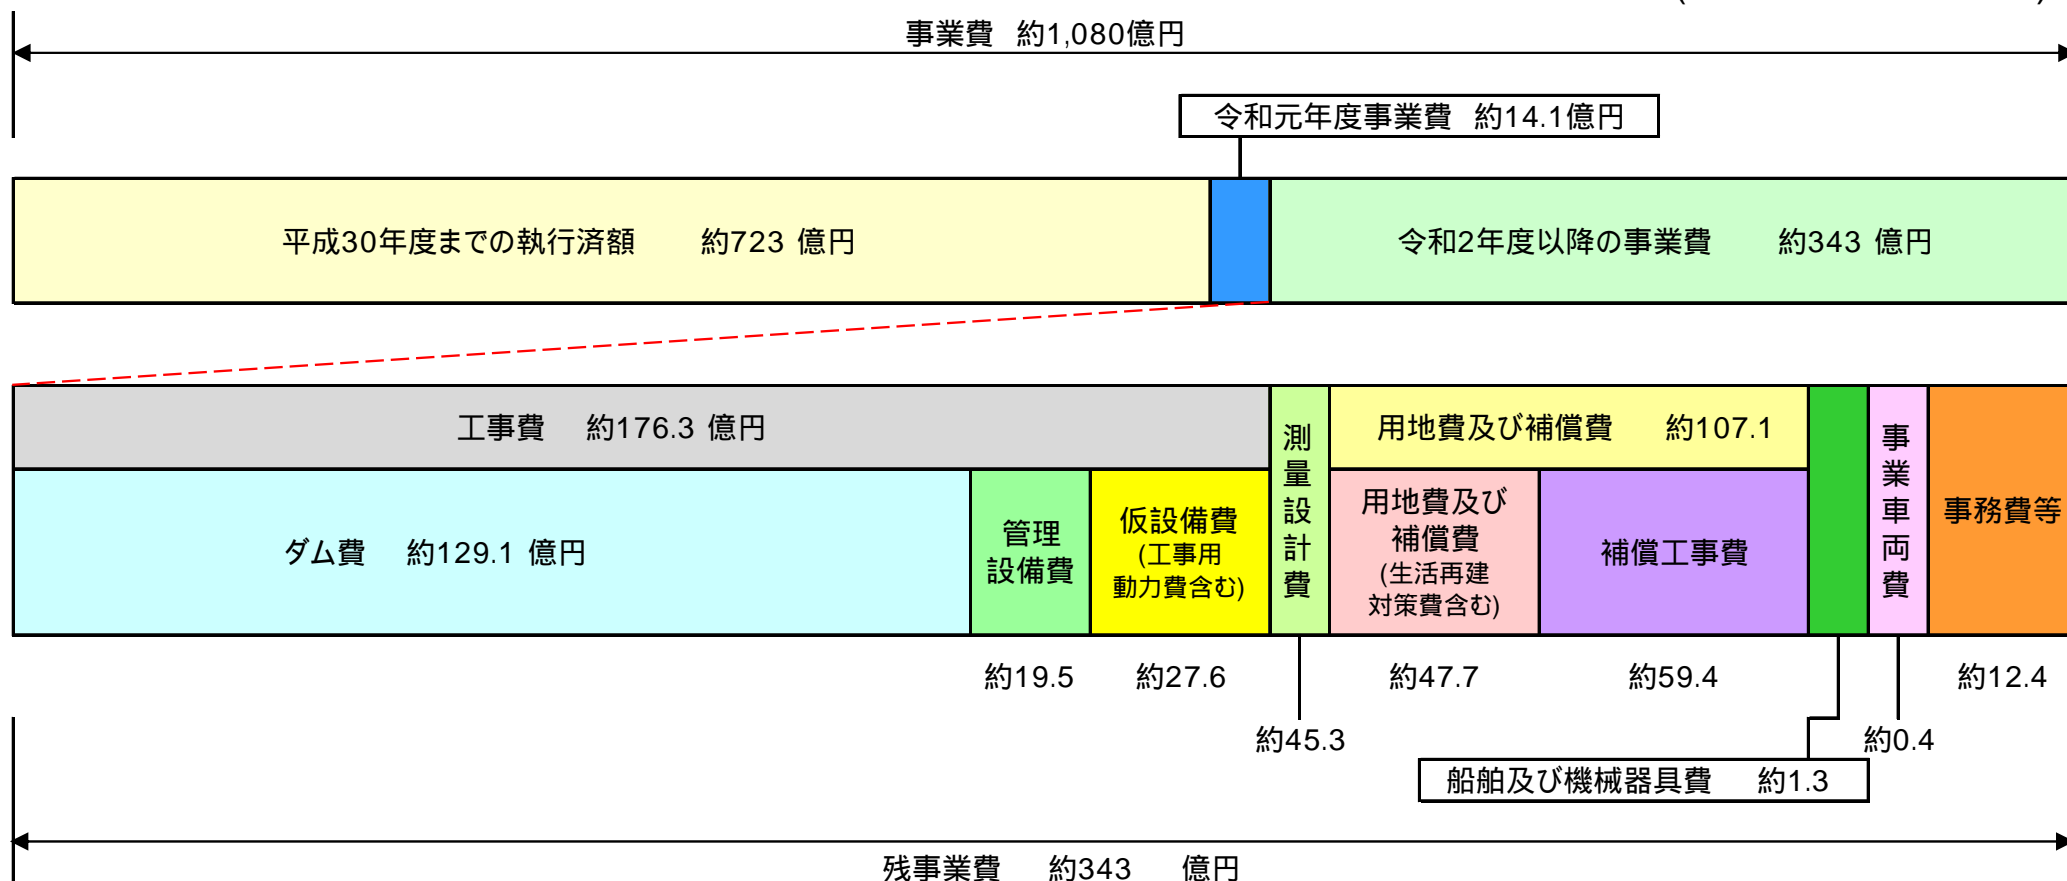 事業費 約1,080億円
令和元年度事業費 約14.1億円
平成30年度までの執行済額 約723 億円
令和2年度以降の事業費 約343 億円
工事費 約176.3 億円
測量設計費
用地費及び補償費 約107.1
事業車両費
事務費等
ダム費 約129.1 億円
管理
設備費
仮設備費
(工事用
動力費含む)
用地費及び
補償費
(生活再建
対策費含む)
補償工事費
約19.5
約27.6
約47.7
約59.4
約12.4
約45.3
約0.4
船舶及び機械器具費 約1.3
残事業費 約343 億円